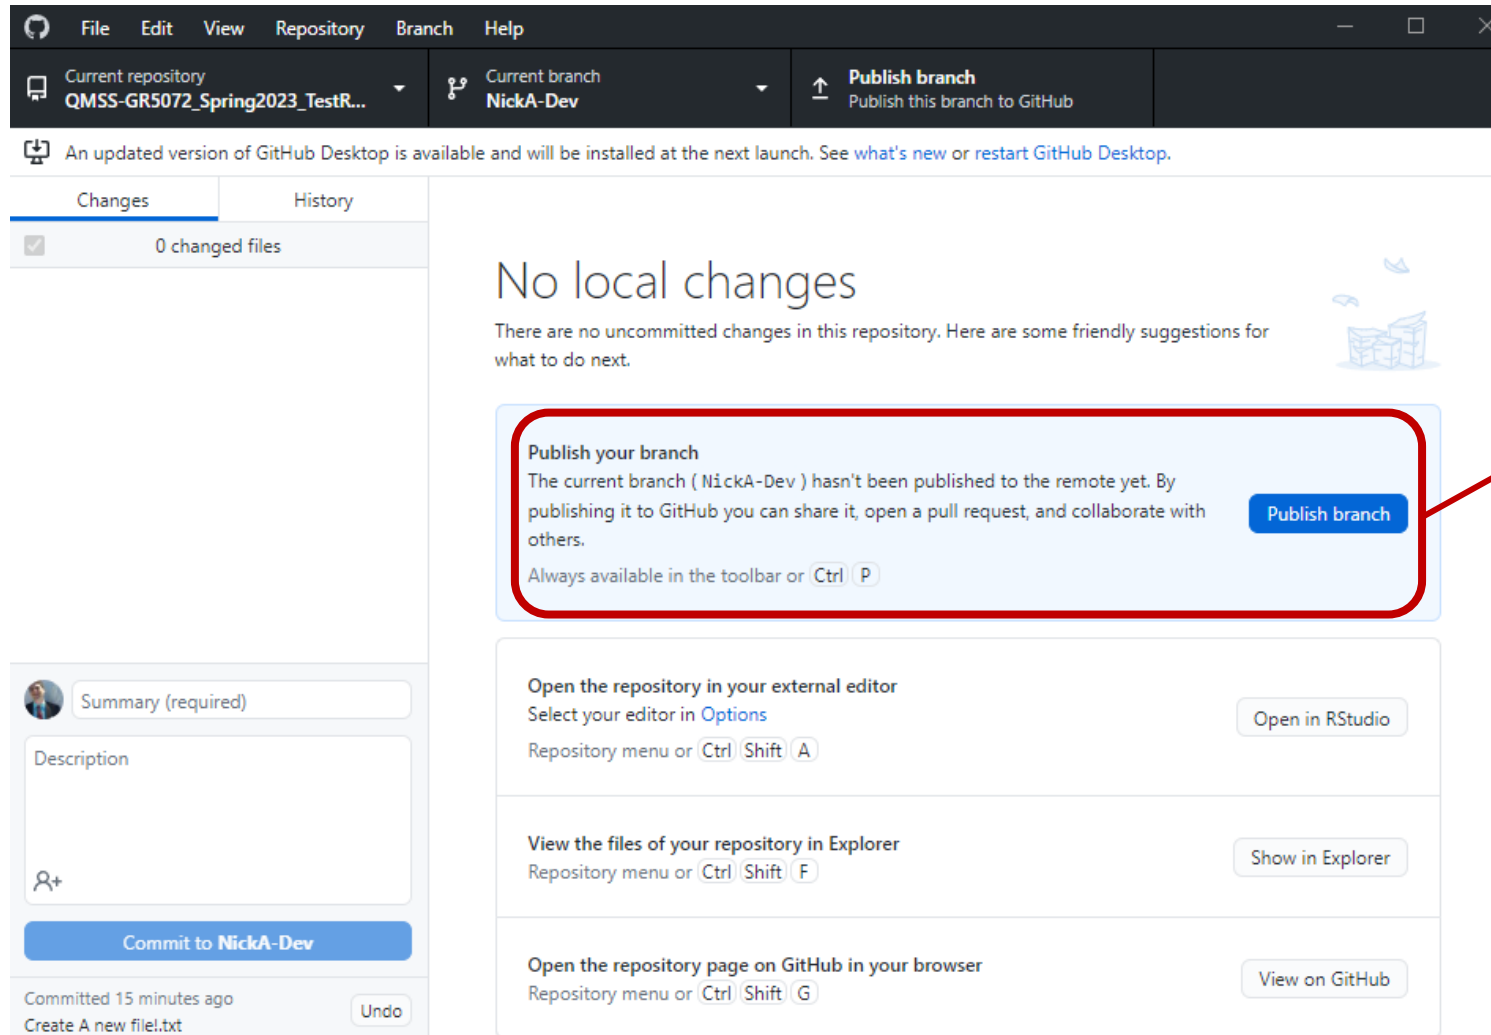 File Edit View Repository Branch Help
Current repository
QMSS-GR5072_Spring2023_TestR...
Current branch
NickA-Dev
Publish branch
Publish this branch to GitHub
An updated version of GitHub Desktop is available and will be installed at the next launch. See what's new or restart GitHub Desktop.
Changes History
0 changed files
No local changes
There are no uncommitted changes in this repository. Here are some friendly suggestions for
what to do next.
Publish your branch
The current branch ( NickA-Dev ) hasn't been published to the remote yet. By
publishing it to GitHub you can share it, open a pull request, and collaborate with
others.
Always available in the toolbar or Ctrl P
Publish branch
Open the repository in your external editor
Select your editor in Options
Repository menu or Ctrl Shift A
Open in RStudio
View the files of your repository in Explorer
Repository menu or Ctrl Shift F
Show in Explorer
Open the repository page on GitHub in your browser
Repository menu or Ctrl Shift G
View on GitHub
Summary (required)
Description
Commit to NickA-Dev
Committed 15 minutes ago
Create A new file!.txt
Undo